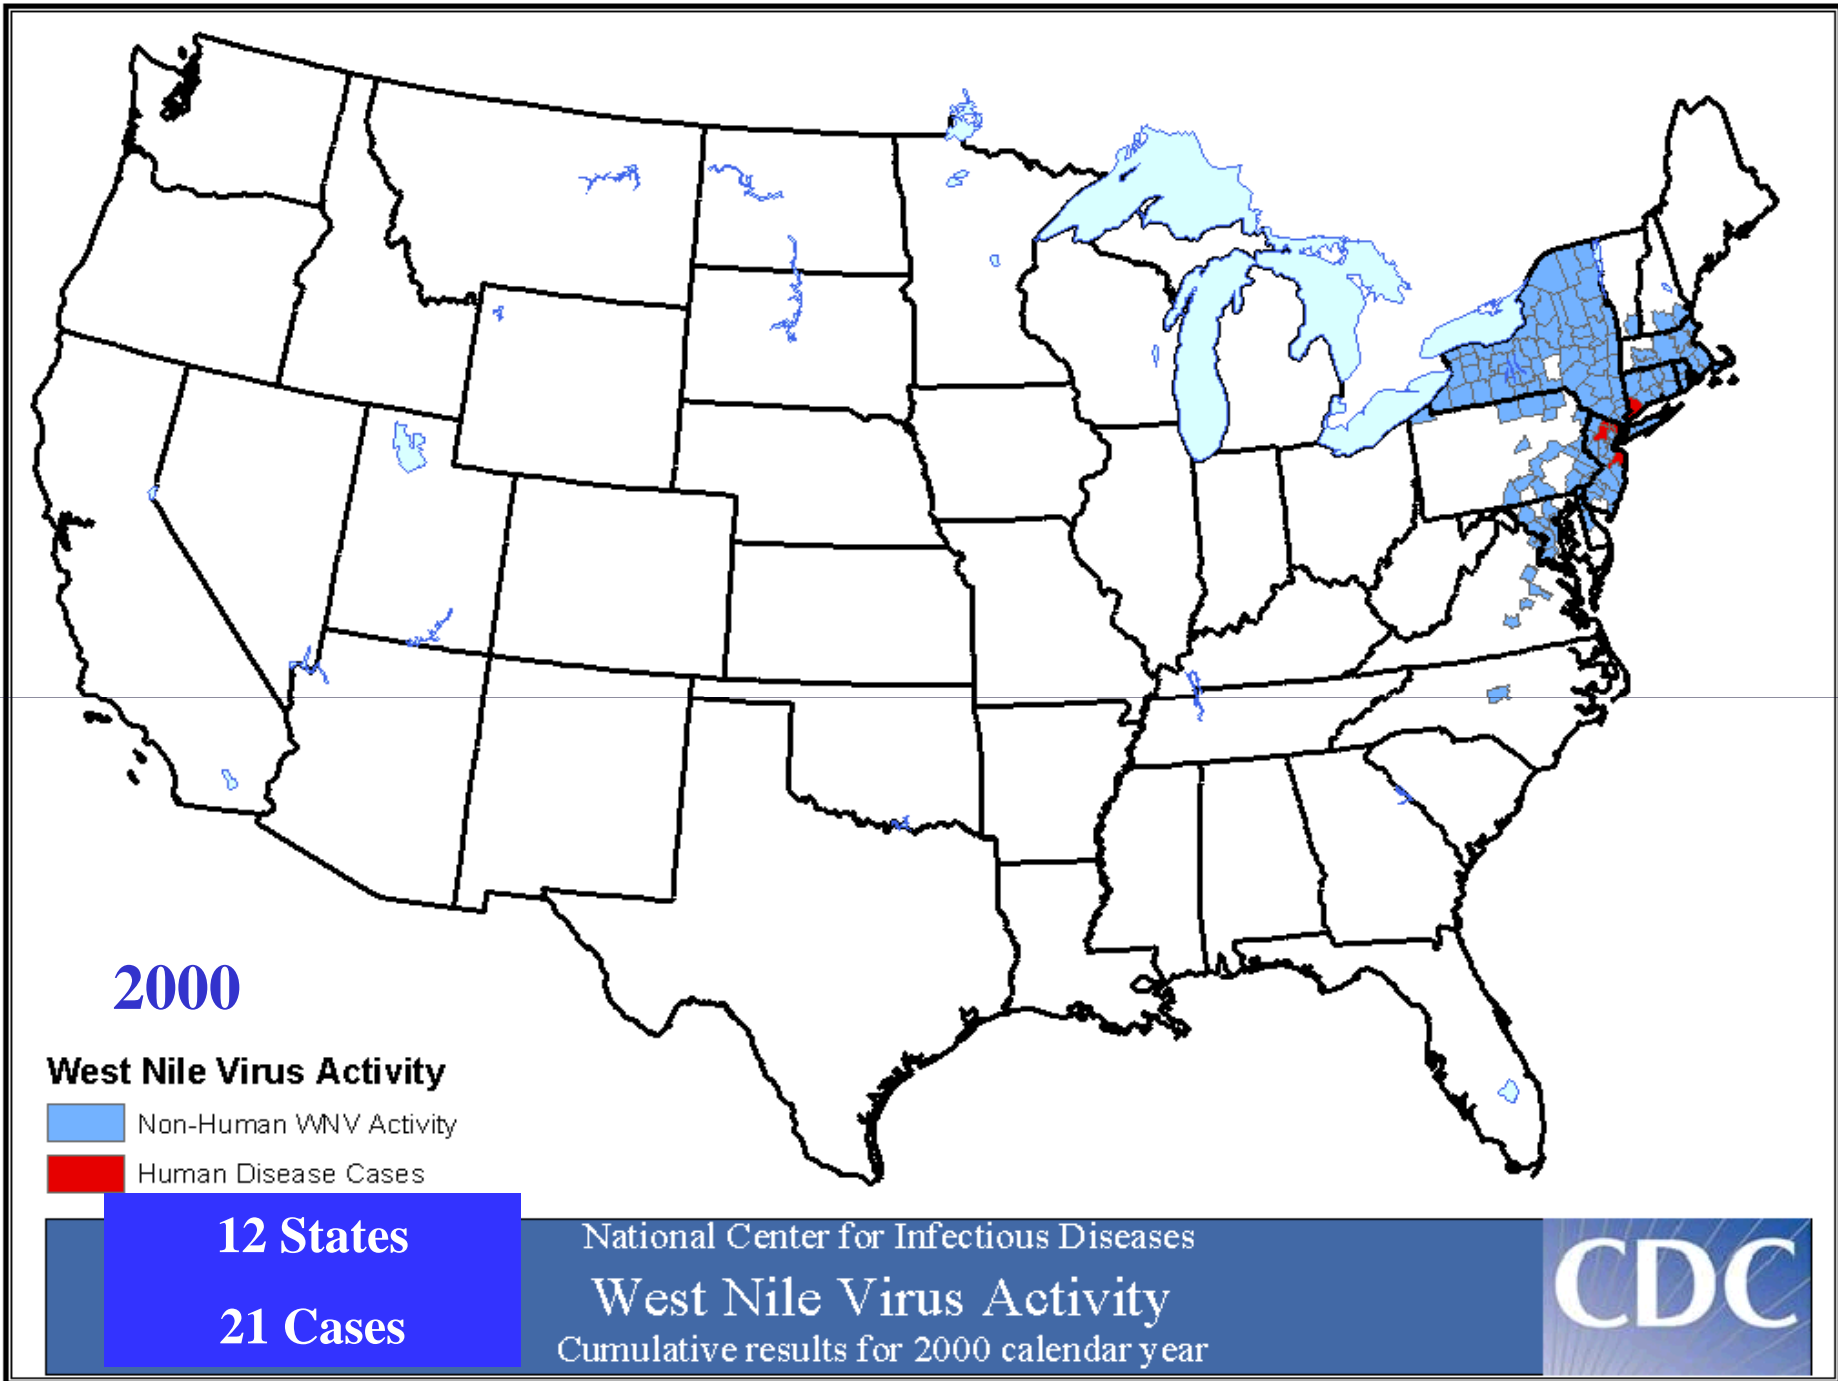 2000
West Nile Virus Activity
Non-Human WNV Activity
Human Disease Cases
12 States
21 Cases
National Center for Infectious Diseases
West Nile Virus Activity
Cumulative results for 2000 calendar year
CDC